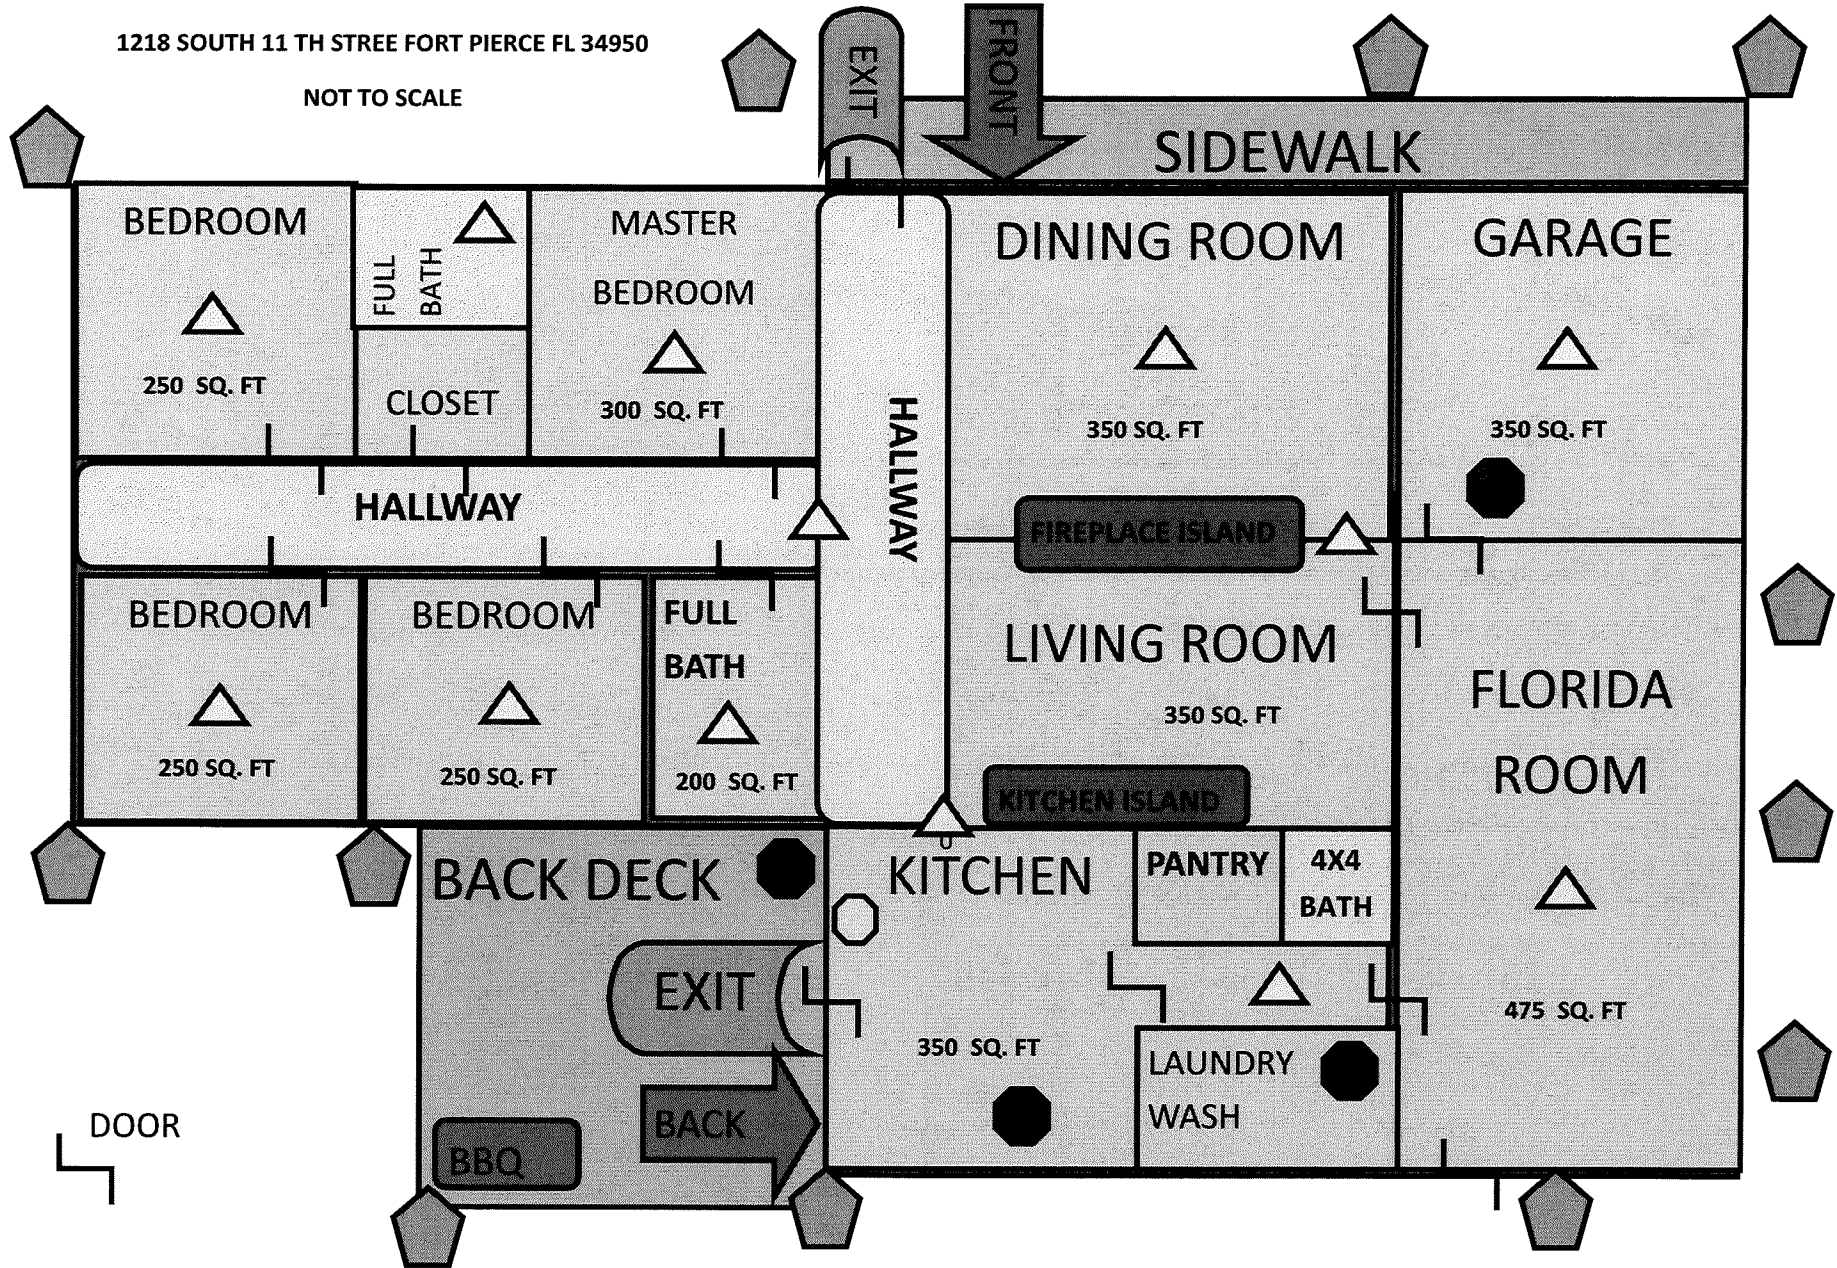 1218 SOUTH 11 TH STREE FORT PIERCE FL 34950
NOT TO SCALE
EXIT
FRONT
SIDEWALK
BEDROOM
250 SQ. FT
FULL
BATH
CLOSET
MASTER
BEDROOM
300 SQ. FT
HALLWAY
HALLWAY
DINING ROOM
350 SQ. FT
GARAGE
350 SQ. FT
FIREPLACE ISLAND
BEDROOM
250 SQ. FT
BEDROOM
250 SQ. FT
FULL
BATH
200 SQ. FT
LIVING ROOM
350 SQ. FT
KITCHEN ISLAND
FLORIDA
ROOM
475 SQ. FT
BACK DECK
EXIT
BACK
BBQ
KITCHEN
350 SQ. FT
PANTRY
4X4
BATH
LAUNDRY
WASH
DOOR